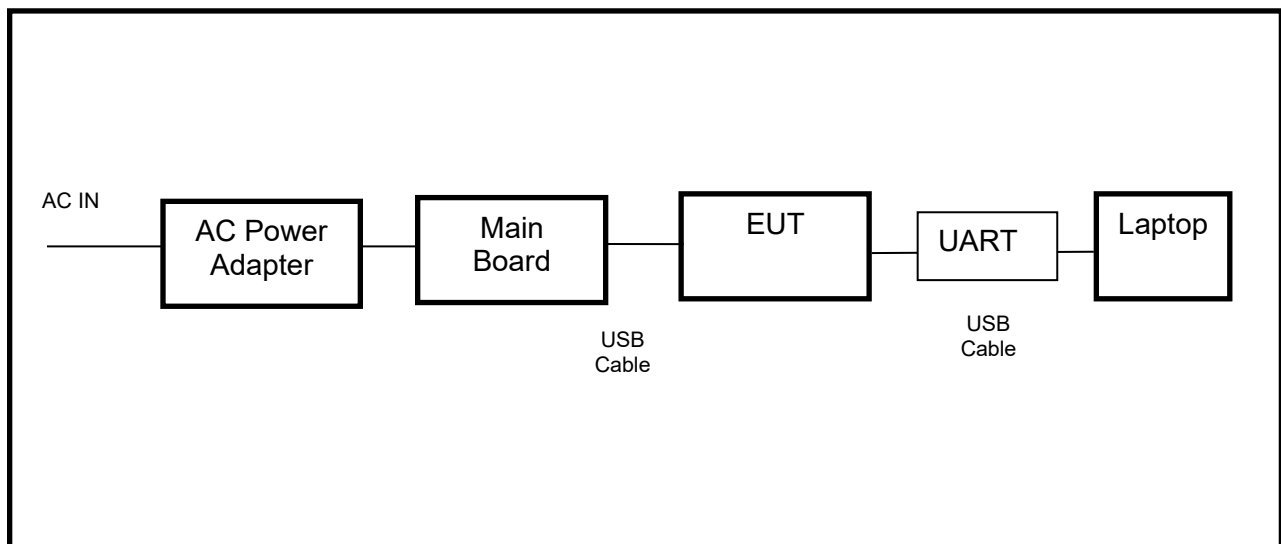 AC IN
AC Power
Adapter
Main
Board
USB
Cable
EUT
UART
USB
Cable
Laptop